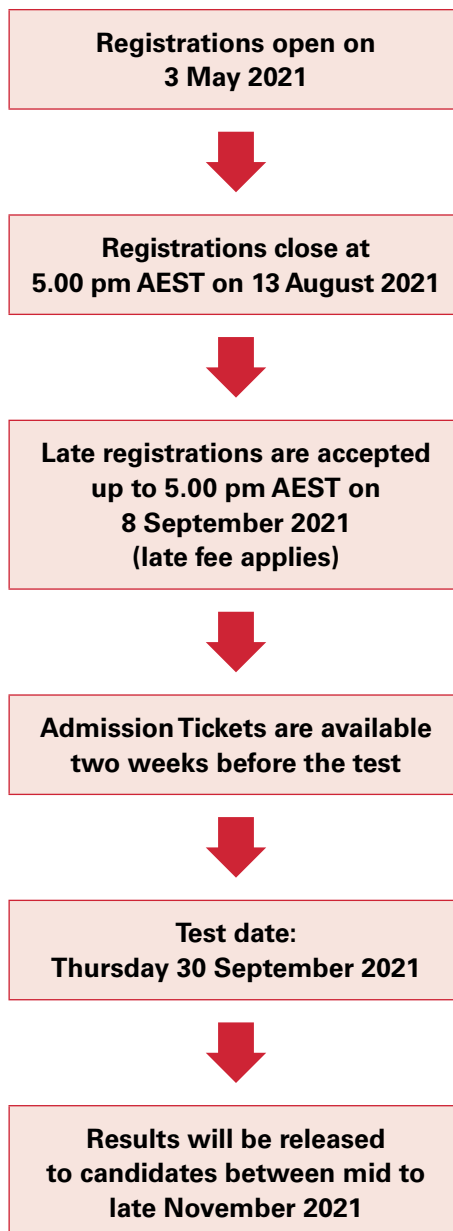 Registrations open on
3 May 2021
Registrations close at
5.00 pm AEST on 13 August 2021
Late registrations are accepted
up to 5.00 pm AEST on
8 September 2021
(late fee applies)
Admission Tickets are available
two weeks before the test
Test date:
Thursday 30 September 2021
Results will be released
to candidates between mid to
late November 2021